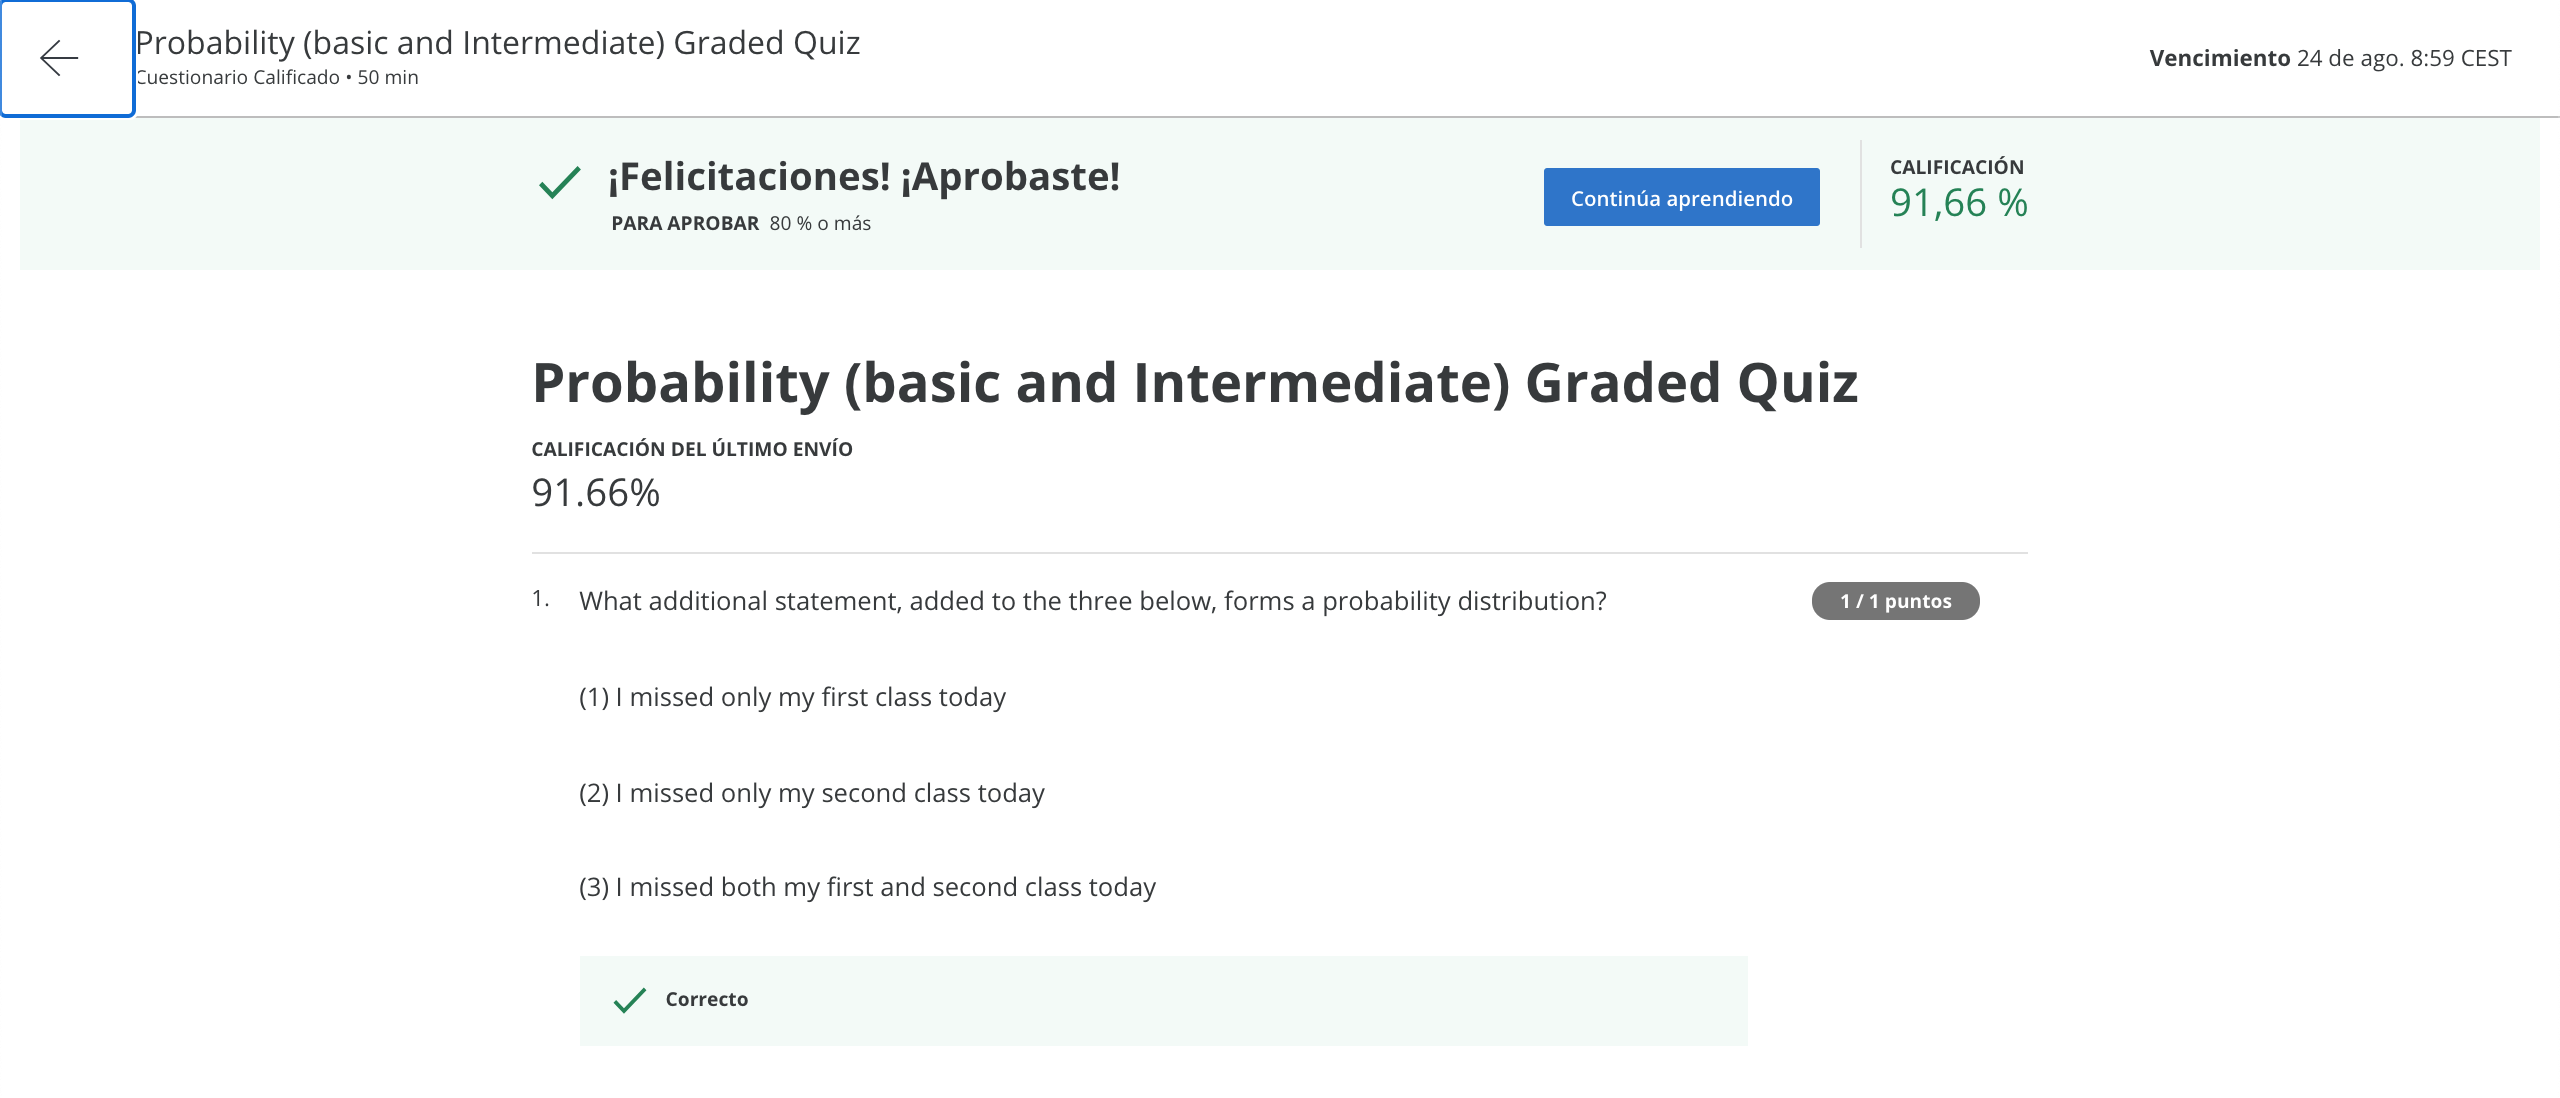 Probability (basic and Intermediate) Graded Quiz
Cuestionario Calificado • 50 min
Vencimiento 24 de ago. 8:59 CEST
¡Felicitaciones! ¡Aprobaste!
PARA APROBAR 80 % o más
Continúa aprendiendo
CALIFICACIÓN
91,66 %
Probability (basic and Intermediate) Graded Quiz
CALIFICACIÓN DEL ÚLTIMO ENVÍO
91.66%
1. What additional statement, added to the three below, forms a probability distribution?
1 / 1 puntos
(1) I missed only my first class today
(2) I missed only my second class today
(3) I missed both my first and second class today
Correcto